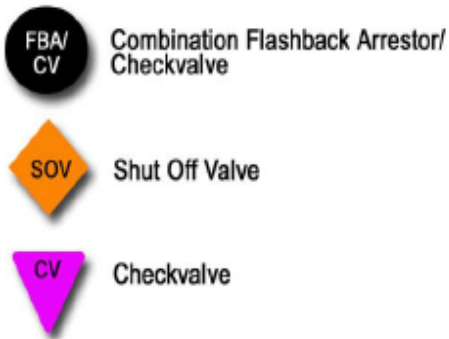 FBA/
CV
Combination Flashback Arrestor/
Checkvalve
SOV
Shut Off Valve
CV
Checkvalve